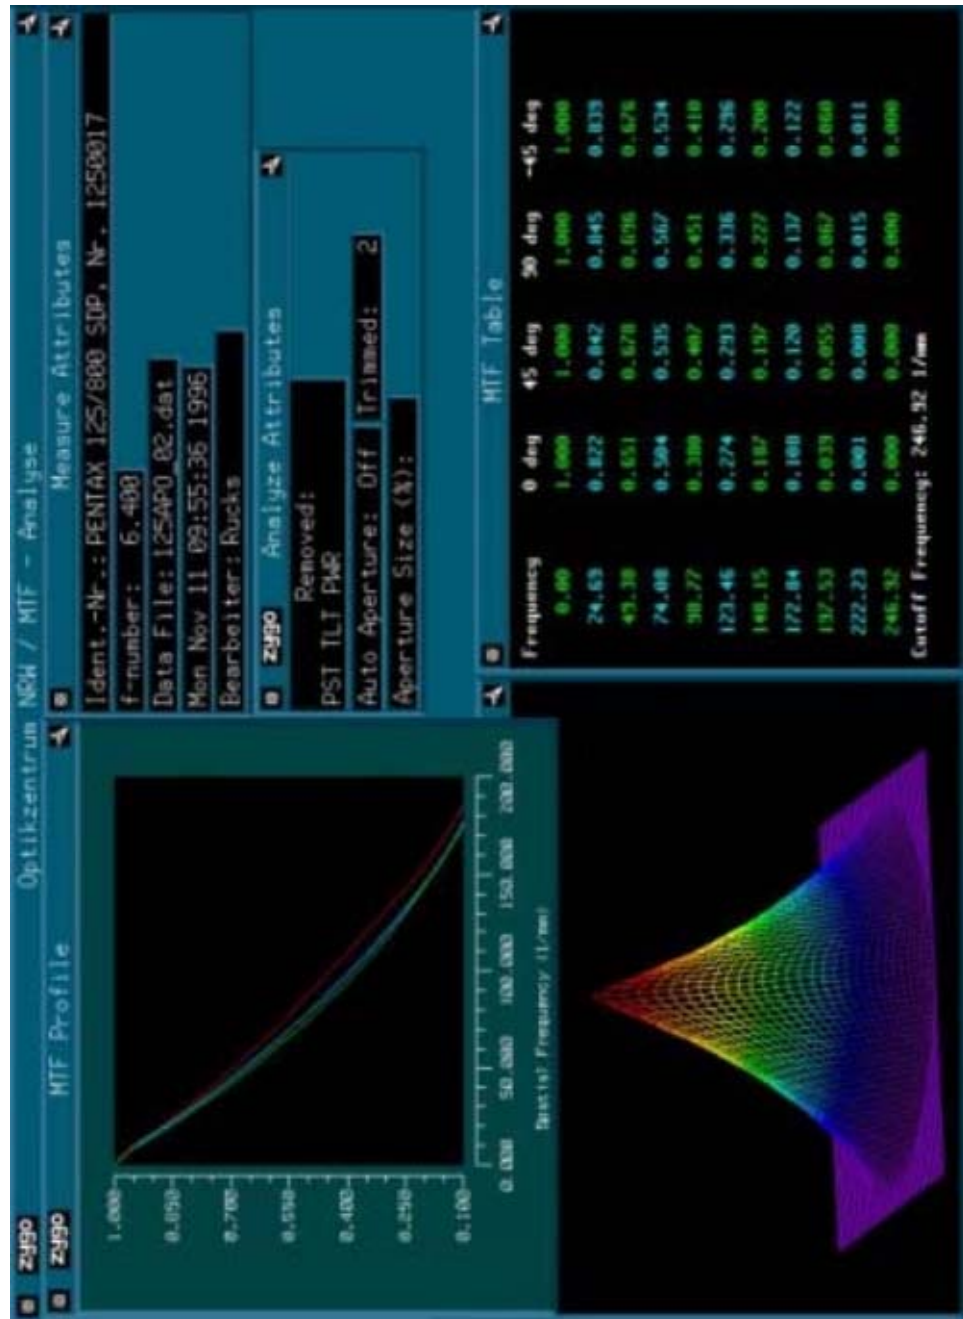 zygo Optikzentrum NRW / MTF - Analyse
zygo MTF Profile
1.000
0.850
0.700
0.550
0.400
0.250
0.100
0.000 50.000 100.000 150.000 200.000
Spatial Frequency (1/mm)
Measure Attributes
Ident.-Nr.: PENTAX 125/800 SDP, Nr. 1250017
f-number: 6.400
Data File: 125APO_02.dat
Mon Nov 11 09:55:36 1996
Bearbeiter: Rucks
zygo Analyze Attributes
Removed:
PST TLT PWR
Auto Aperture: Off Trimmed: 2
Aperture Size (%):
MTF Table
Frequency 0 deg 45 deg 90 deg -45 deg
0.00 1.000 1.000 1.000 1.000
24.69 0.822 0.842 0.845 0.839
49.38 0.651 0.678 0.696 0.676
74.08 0.504 0.535 0.567 0.534
98.77 0.380 0.407 0.451 0.410
123.46 0.274 0.293 0.336 0.296
148.15 0.187 0.197 0.227 0.200
172.84 0.108 0.120 0.137 0.122
197.53 0.039 0.055 0.067 0.060
222.23 0.001 0.008 0.015 0.011
246.92 0.000 0.000 0.000 0.000
Cutoff Frequency: 246.92 1/mm